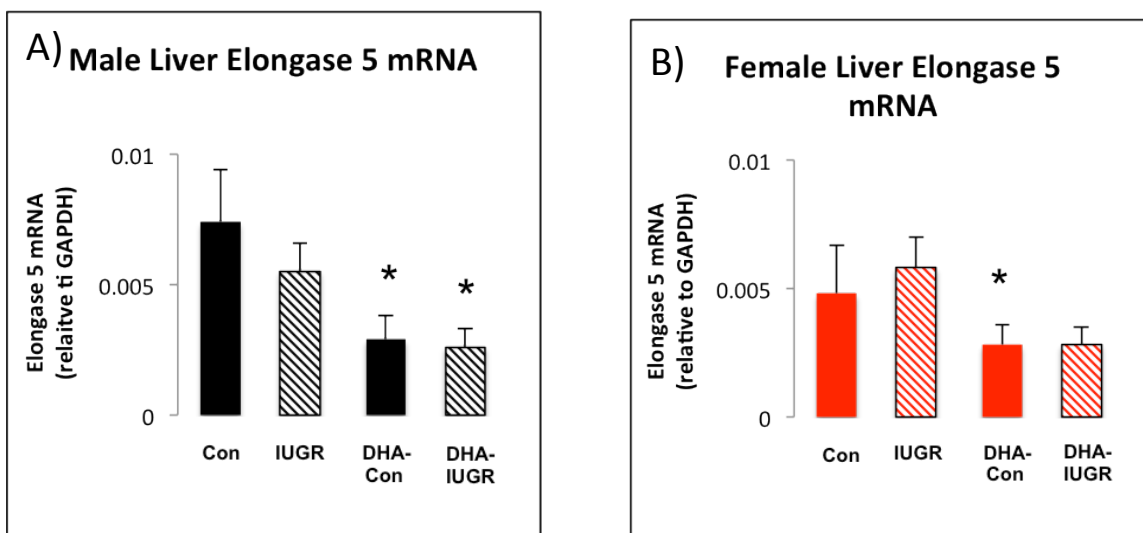 A)
Male Liver Elongase 5 mRNA
Elongase 5 mRNA
(relaitve ti GAPDH)
0.01
0.005
0
*
*
Con
IUGR
DHA-
Con
DHA-
IUGR
B)
Female Liver Elongase 5
mRNA
Elongase 5 mRNA
(relative to GAPDH)
0.01
0.005
0
*
Con
IUGR
DHA-
Con
DHA-
IUGR